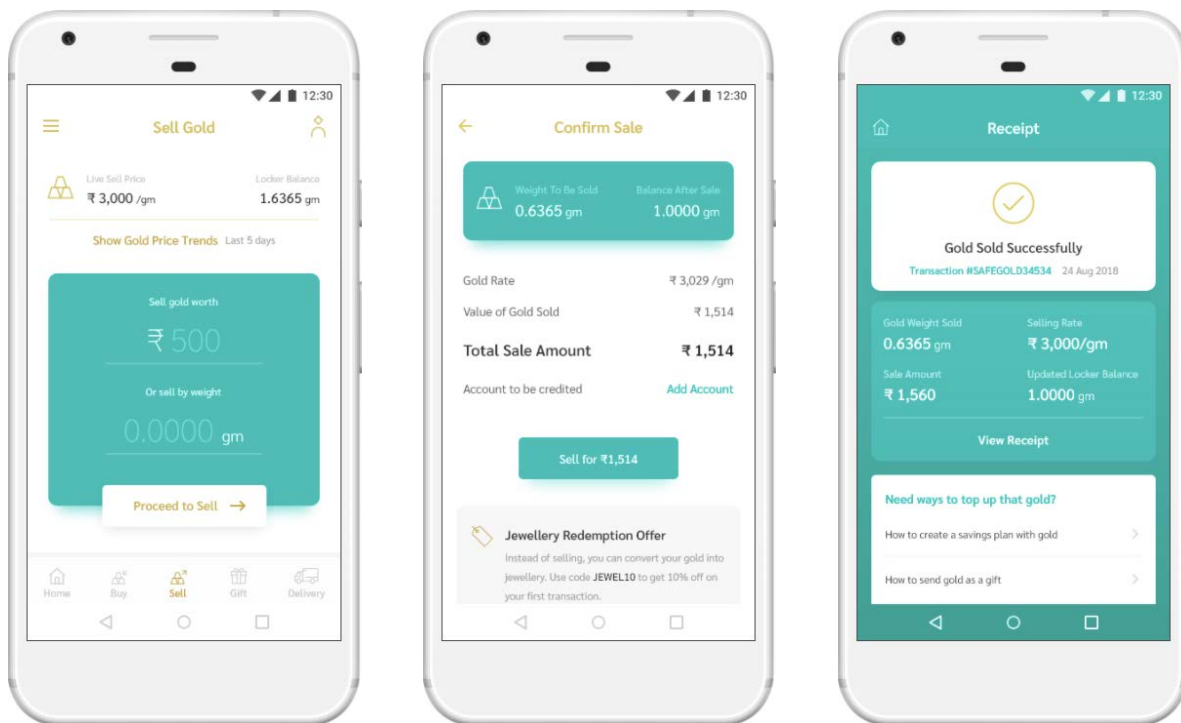 12:30
Sell Gold
Live Sell Price
Locker Balance
₹ 3,000 /gm
1.6365 gm
Show Gold Price Trends Last 5 days
Sell gold worth
₹ 500
Or sell by weight
0.0000 gm
Proceed to Sell →
Home
Buy
Sell
Gift
Delivery
12:30
← Confirm Sale
Weight To Be Sold
Balance After Sale
0.6365 gm
1.0000 gm
Gold Rate ₹ 3,029 /gm
Value of Gold Sold ₹ 1,514
Total Sale Amount ₹ 1,514
Account to be credited Add Account
Sell for ₹1,514
Jewellery Redemption Offer
Instead of selling, you can convert your gold into
jewellery. Use code JEWEL10 to get 10% off on
your first transaction.
12:30
Receipt
Gold Sold Successfully
Transaction #SAFEGOLD34534 24 Aug 2018
Gold Weight Sold
Selling Rate
0.6365 gm
₹ 3,000/gm
Sale Amount
Updated Locker Balance
₹ 1,560
1.0000 gm
View Receipt
Need ways to top up that gold?
How to create a savings plan with gold
How to send gold as a gift